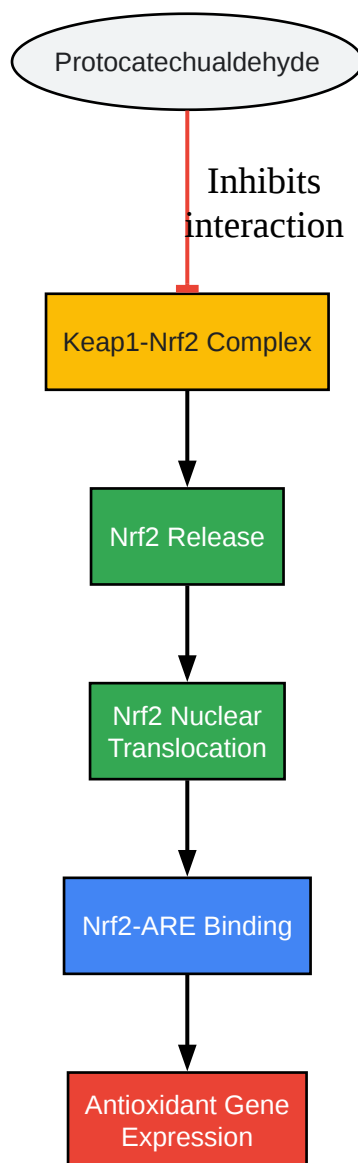 Protocatechualdehyde
Inhibits
interaction
Keap1-Nrf2 Complex
Nrf2 Release
Nrf2 Nuclear
Translocation
Nrf2-ARE Binding
Antioxidant Gene
Expression